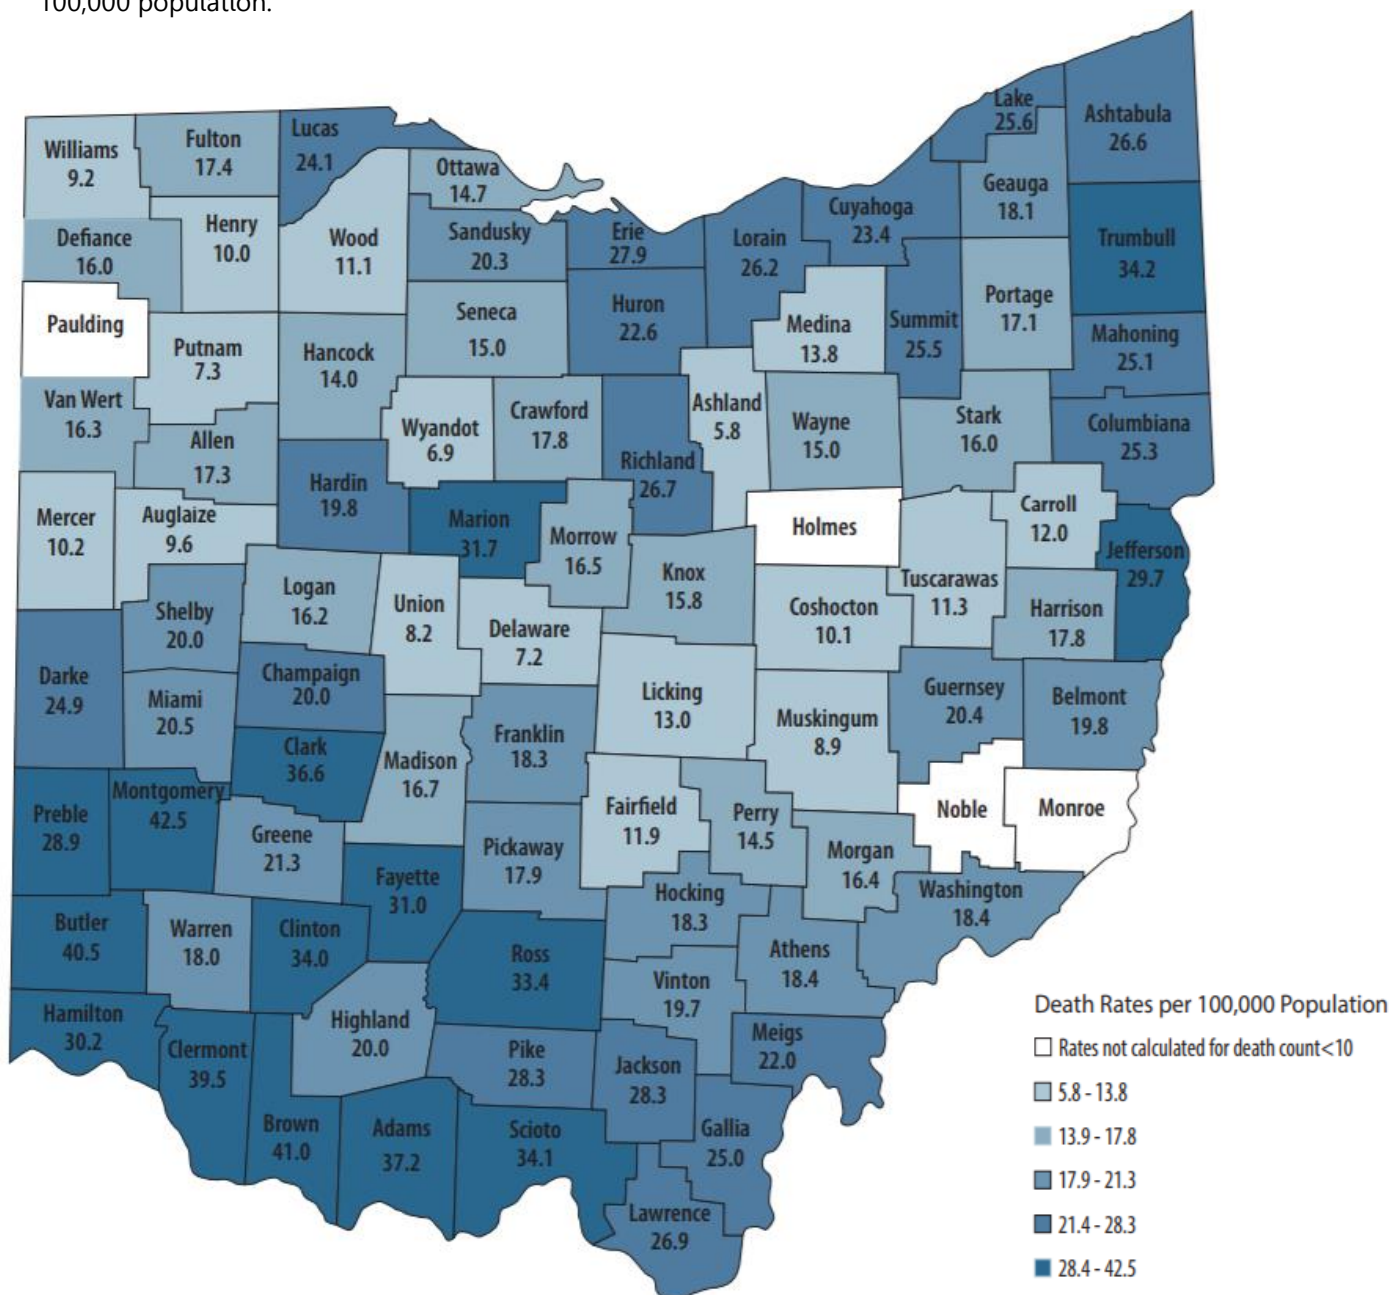 100,000 population.
Lake
25.6
Ashtabula
26.6
Williams
9.2
Fulton
17.4
Lucas
24.1
Ottawa
14.7
Geauga
18.1
Cuyahoga
23.4
Defiance
16.0
Henry
10.0
Wood
11.1
Sandusky
20.3
Erie
27.9
Lorain
26.2
Trumbull
34.2
Paulding
Putnam
7.3
Hancock
14.0
Seneca
15.0
Huron
22.6
Medina
13.8
Summit
25.5
Portage
17.1
Mahoning
25.1
Van Wert
16.3
Allen
17.3
Wyandot
6.9
Crawford
17.8
Richland
26.7
Ashland
5.8
Wayne
15.0
Stark
16.0
Columbiana
25.3
Mercer
10.2
Auglaize
9.6
Hardin
19.8
Marion
31.7
Morrow
16.5
Holmes
Carroll
12.0
Jefferson
29.7
Shelby
20.0
Logan
16.2
Union
8.2
Delaware
7.2
Knox
15.8
Coshocton
10.1
Tuscarawas
11.3
Harrison
17.8
Darke
24.9
Miami
20.5
Champaign
20.0
Licking
13.0
Muskingum
8.9
Guernsey
20.4
Belmont
19.8
Clark
36.6
Madison
16.7
Franklin
18.3
Preble
28.9
Montgomery
42.5
Greene
21.3
Fayette
31.0
Pickaway
17.9
Fairfield
11.9
Perry
14.5
Morgan
16.4
Noble
Monroe
Washington
18.4
Butler
40.5
Warren
18.0
Clinton
34.0
Ross
33.4
Hocking
18.3
Athens
18.4
Vinton
19.7
Hamilton
30.2
Clermont
39.5
Highland
20.0
Pike
28.3
Jackson
28.3
Meigs
22.0
Brown
41.0
Adams
37.2
Scioto
34.1
Gallia
25.0
Lawrence
26.9
Death Rates per 100,000 Population
Rates not calculated for death count<10
5.8 - 13.8
13.9 - 17.8
17.9 - 21.3
21.4 - 28.3
28.4 - 42.5